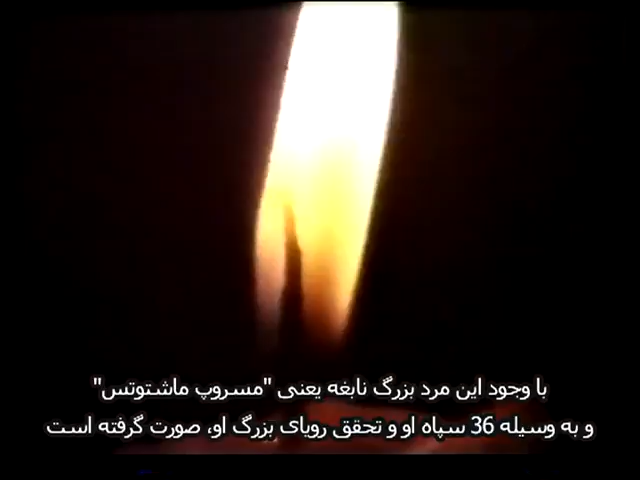 با وجود این مرد بزرگ نابغه یعنی "مسروپ ماشتوتس"
و به وسیله 36 سپاه او و تحقق رویای بزرگ او، صورت گرفته است